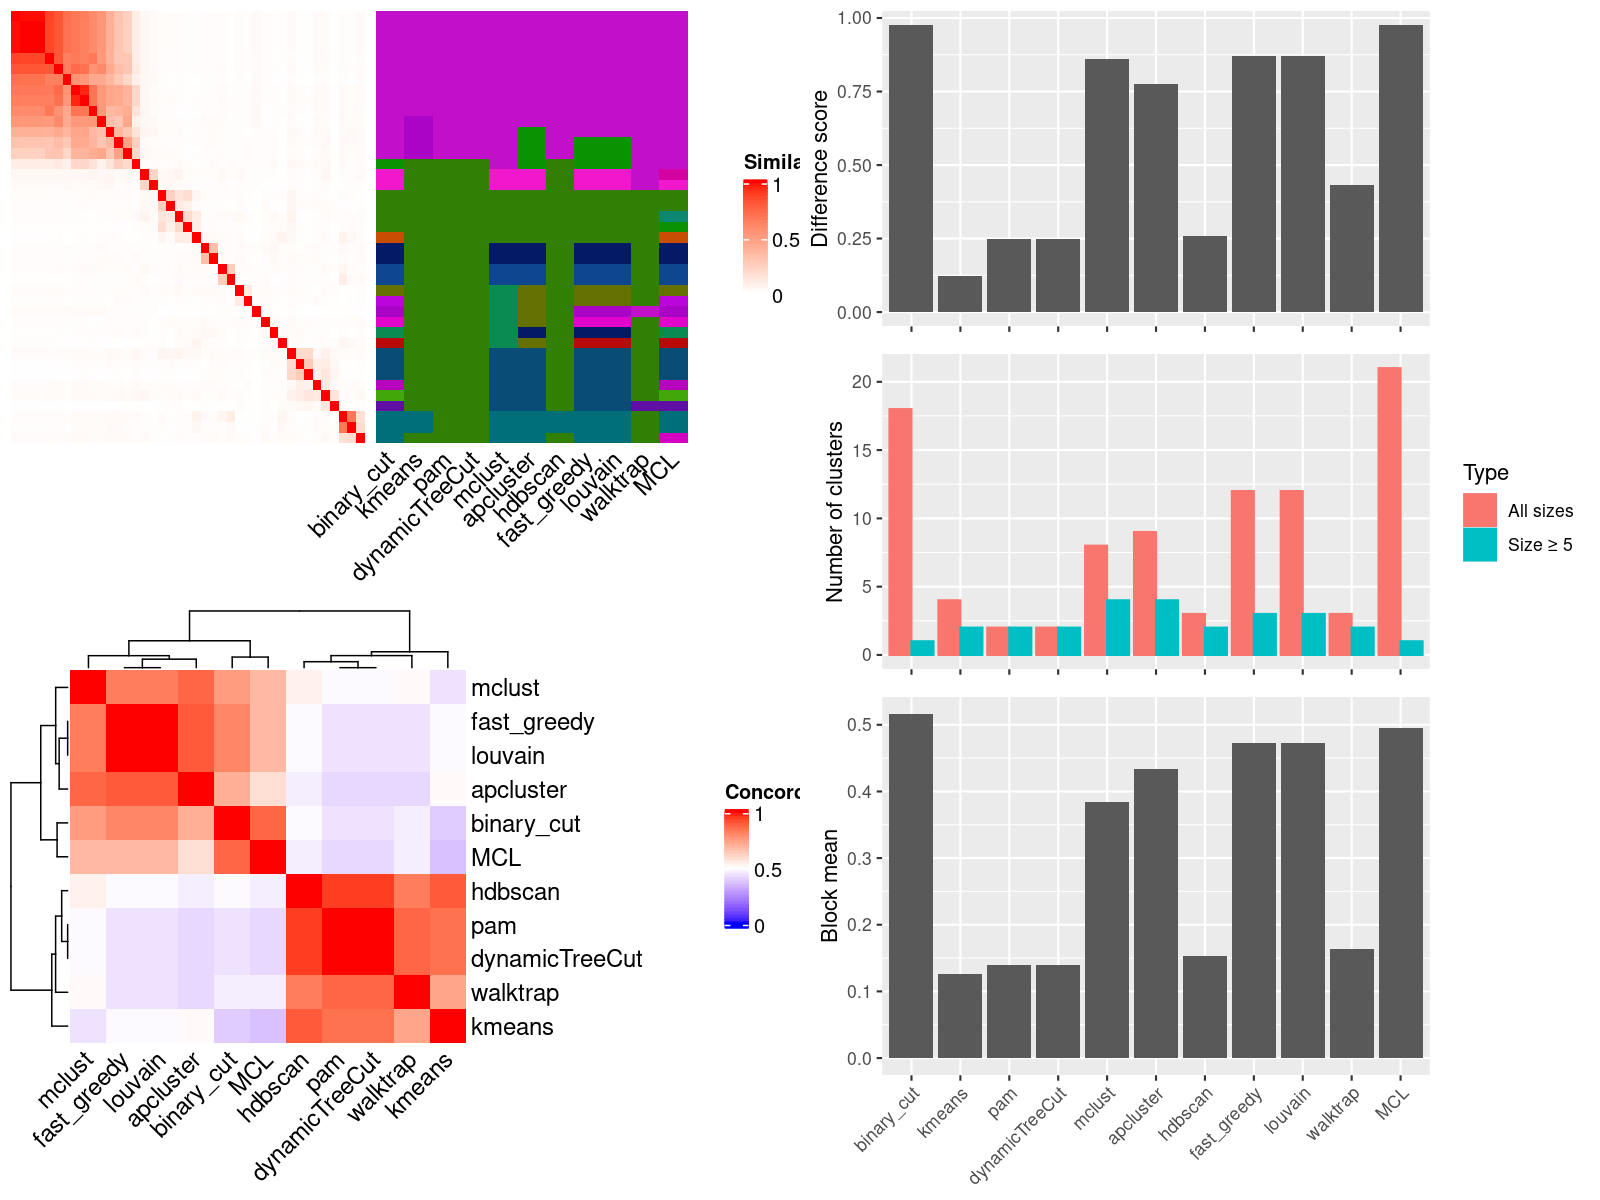 Simila
1
0.5
0
binary_cut
kmeans
pam
dynamicTreeCut
mclust
apcluster
hdbscan
fast_greedy
louvain
walktrap
MCL
mclust
fast_greedy
louvain
apcluster
binary_cut
MCL
hdbscan
pam
dynamicTreeCut
walktrap
kmeans
mclust
fast_greedy
louvain
apcluster
binary_cut
MCL
hdbscan
pam
dynamicTreeCut
walktrap
kmeans
Concord
1
0.5
0
Difference score
1.00
0.75
0.50
0.25
0.00
Number of clusters
20
15
10
5
0
Type
All sizes
Size ≥ 5
Block mean
0.5
0.4
0.3
0.2
0.1
0.0
binary_cut
kmeans
pam
dynamicTreeCut
mclust
apcluster
hdbscan
fast_greedy
louvain
walktrap
MCL